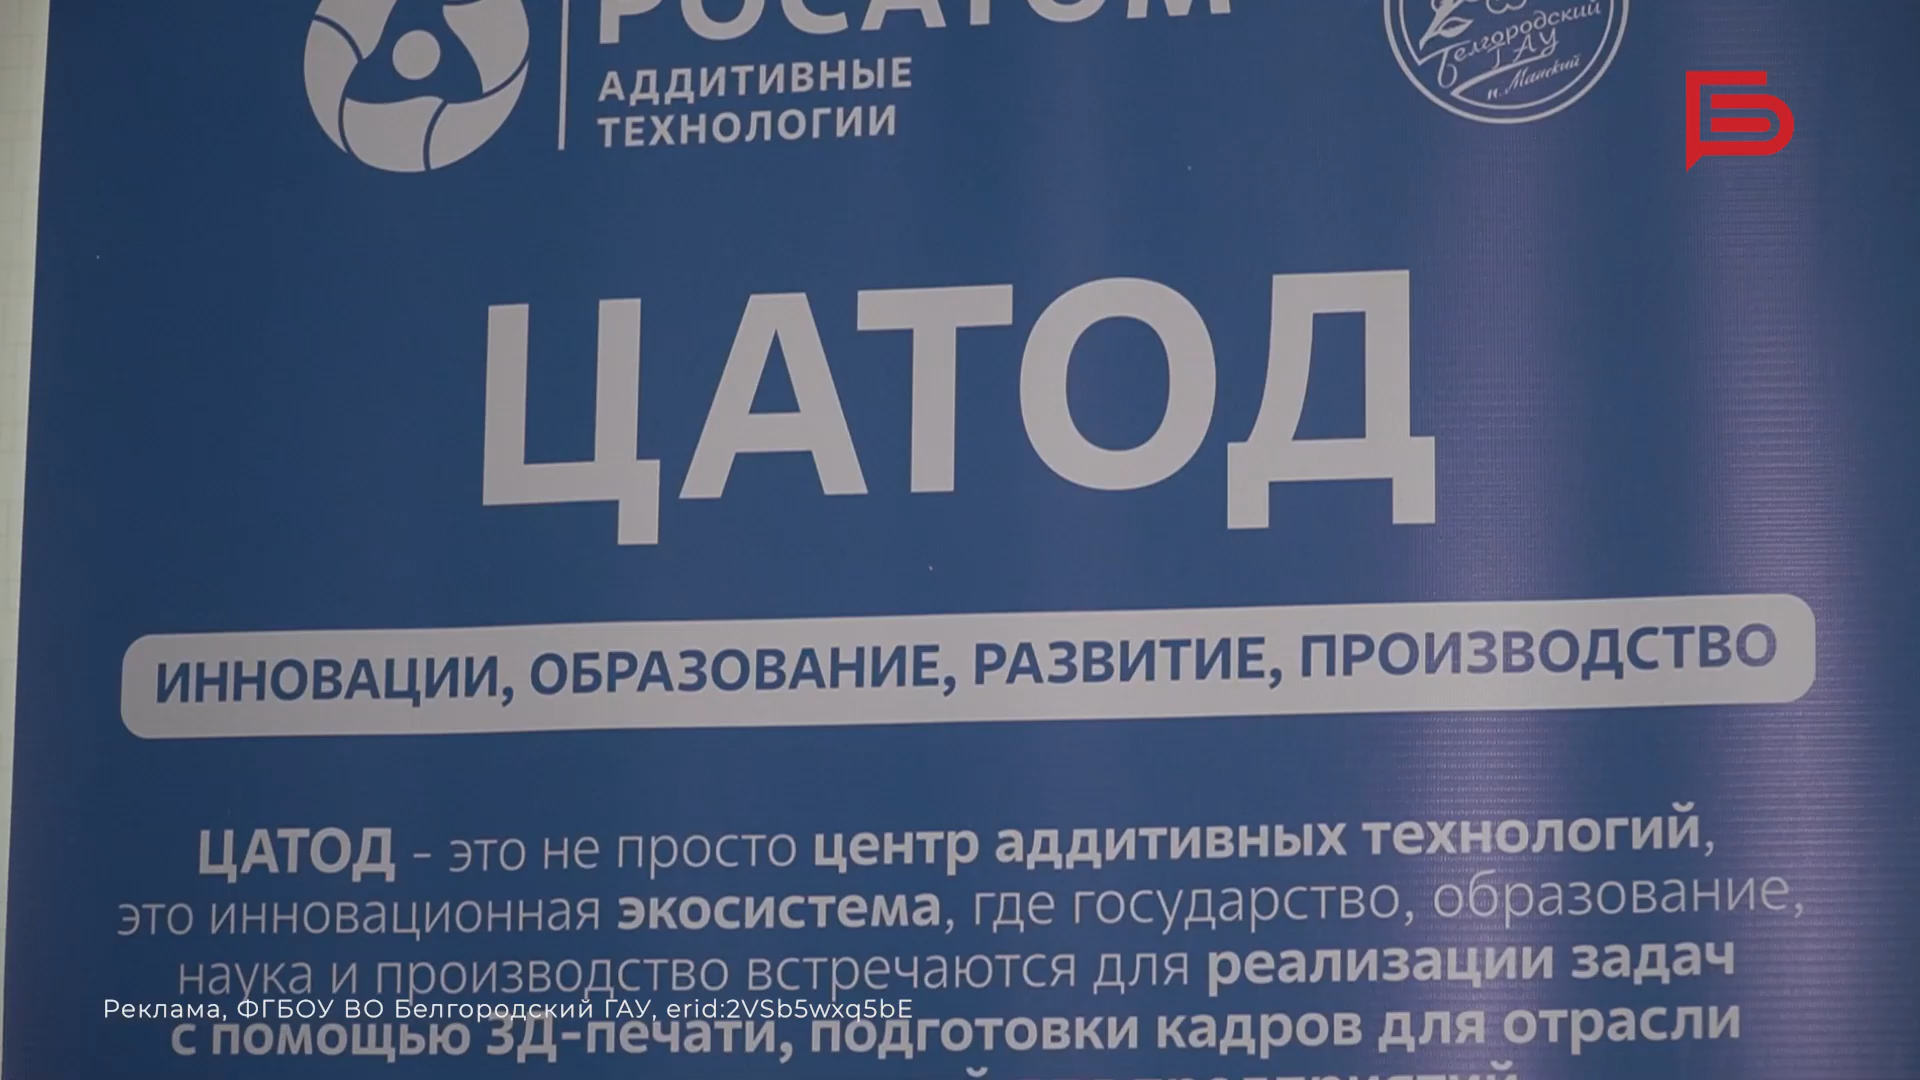 РОСАТОМ
АДДИТИВНЫЕ
ТЕХНОЛОГИИ
Белгородский
ГАУ
ЦАТОД
ИННОВАЦИИ, ОБРАЗОВАНИЕ, РАЗВИТИЕ, ПРОИЗВОДСТВО
ЦАТОД – это не просто центр аддитивных технологий,
это инновационная экосистема, где государство, образование,
наука и производство встречаются для реализации задач
с помощью 3Д-печати, подготовки кадров для отрасли
Реклама, ФГБОУ ВО Белгородский ГАУ, erid:2VSb5wxq5bE